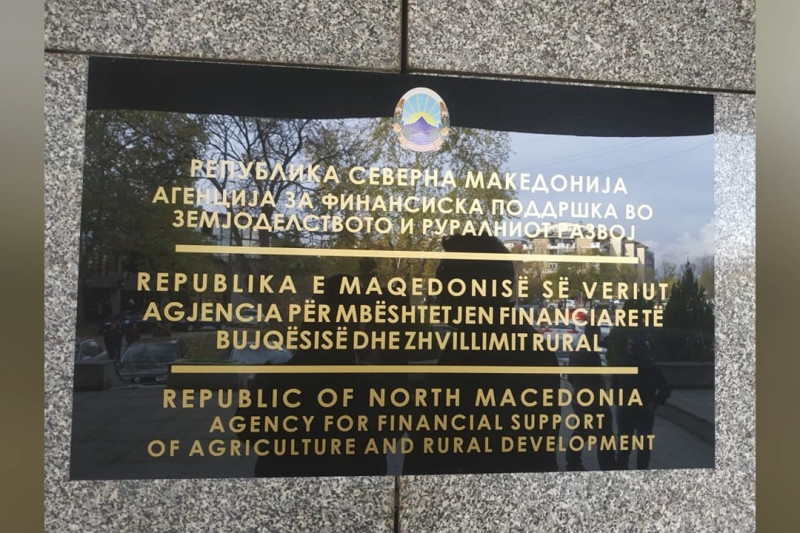 РЕПУБЛИКА СЕВЕРНА МАКЕДОНИЈА
АГЕНЦИЈА ЗА ФИНАНСИСКА ПОДДРШКА ВО
ЗЕМЈОДЕЛСТВОТО И РУРАЛНИОТ РАЗВОЈ
REPUBLIKA E MAQEDONISË SË VERIUT
AGJENCIA PËR MBËSHTETJEN FINANCIARE TË
BUJQËSISË DHE ZHVILLIMIT RURAL
REPUBLIC OF NORTH MACEDONIA
AGENCY FOR FINANCIAL SUPPORT
OF AGRICULTURE AND RURAL DEVELOPMENT